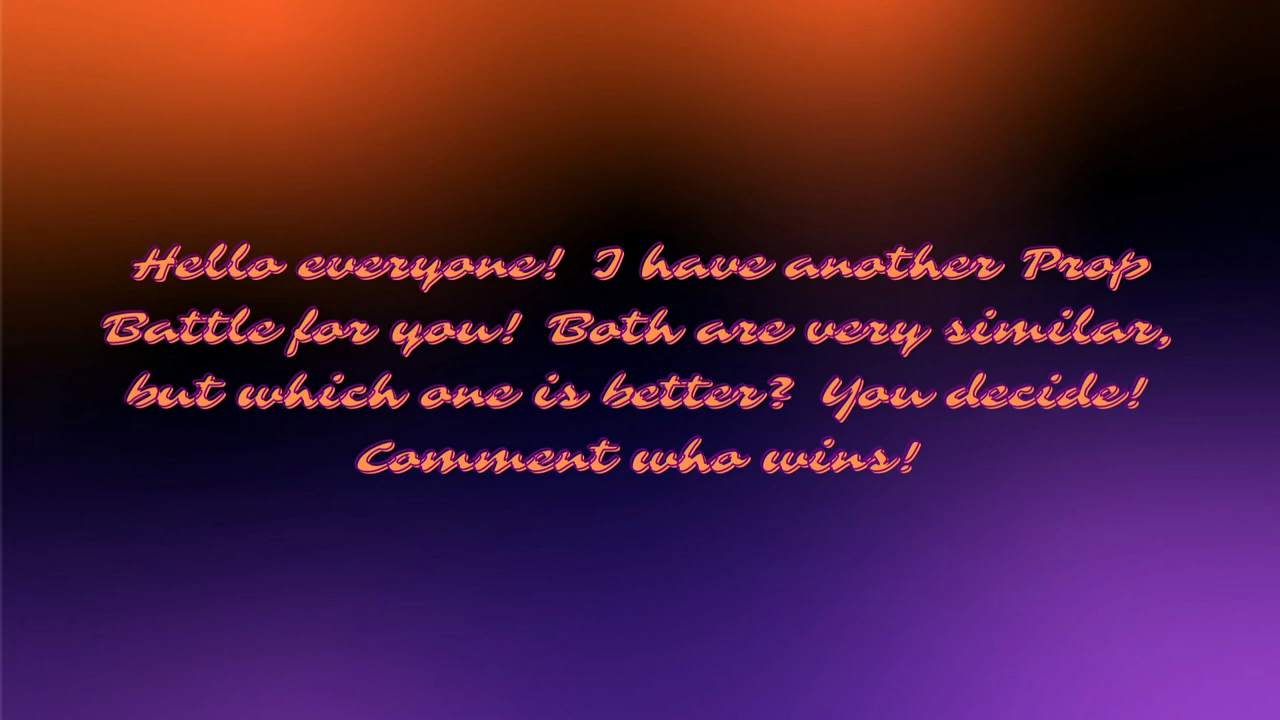 Hello everyone!  I have another Prop
Battle for you!  Both are very similar,
but which one is better?  You decide!
Comment who wins!